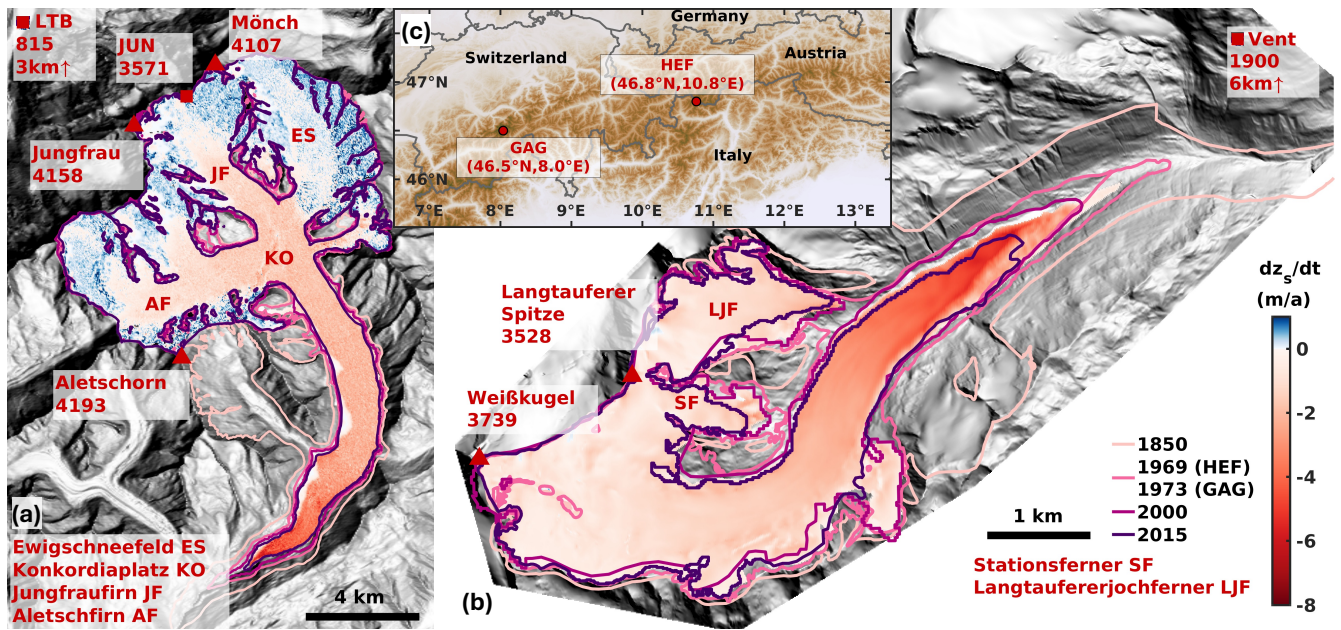 LTB
815
3km↑
JUN
3571
Mönch
4107
Jungfrau
4158
ES
JF
KO
AF
Aletschorn
4193
(a)
Ewigschneefeld ES
Konkordiaplatz KO
Jungfraufirn JF
Aletschfirn AF
4 km
(c)
Germany
Switzerland
Austria
47°N
HEF
(46.8°N,10.8°E)
GAG
(46.5°N,8.0°E)
Italy
46°N
7°E
8°E
9°E
10°E
11°E
12°E
13°E
Vent
1900
6km↑
Langtauferer
Spitze
3528
LJF
Weißkugel
3739
SF
(b)
1850
1969 (HEF)
1973 (GAG)
2000
2015
1 km
Stationsferner SF
Langtaufererjochferner LJF
dzs/dt
(m/a)
0
-2
-4
-6
-8